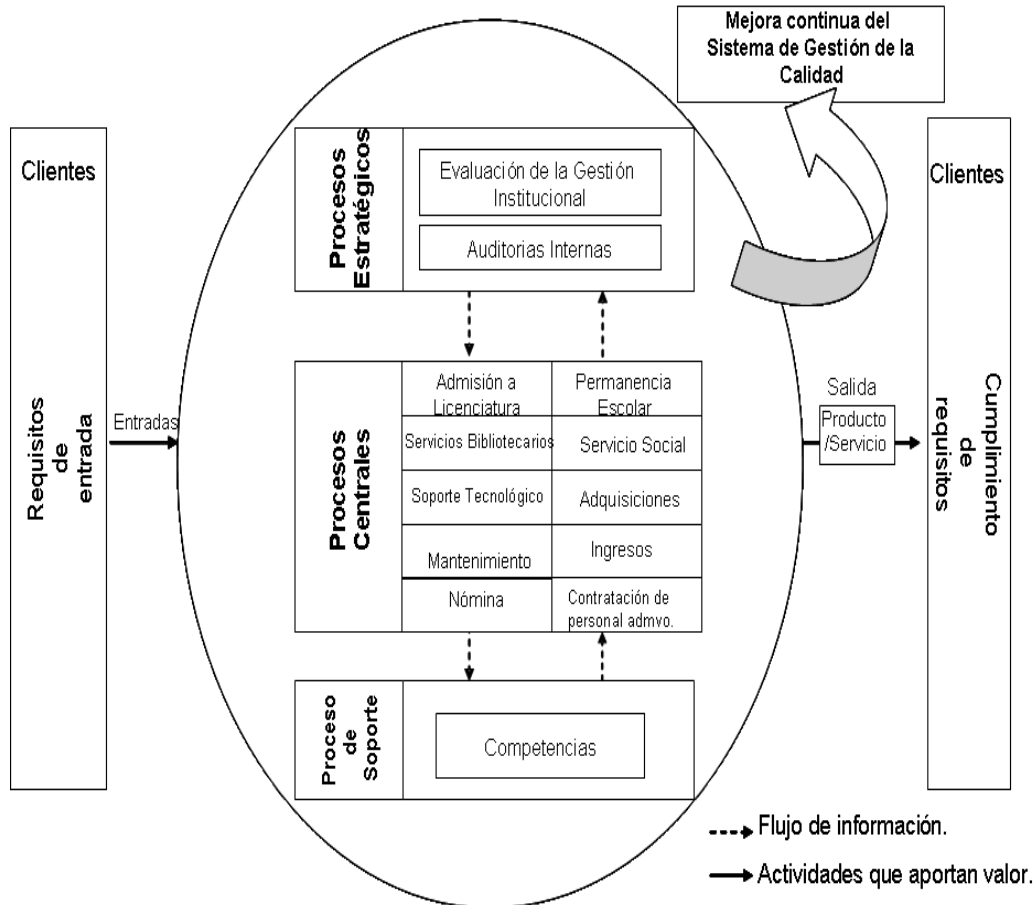 Mejora continua del
Sistema de Gestión de la
Calidad
Clientes
Requisitos
de
entrada
Entradas
Procesos
Estratégicos
Evaluación de la Gestión
Institucional
Auditorias Internas
Procesos
Centrales
Admisión a
Licenciatura
Permanencia
Escolar
Servicios Bibliotecarios
Servicio Social
Soporte Tecnológico
Adquisiciones
Mantenimiento
Ingresos
Nómina
Contratación de
personal admvo.
Proceso
de
Soporte
Competencias
Salida
Producto
/Servicio
Clientes
Cumplimiento
de
requisitos
Flujo de información.
Actividades que aportan valor.